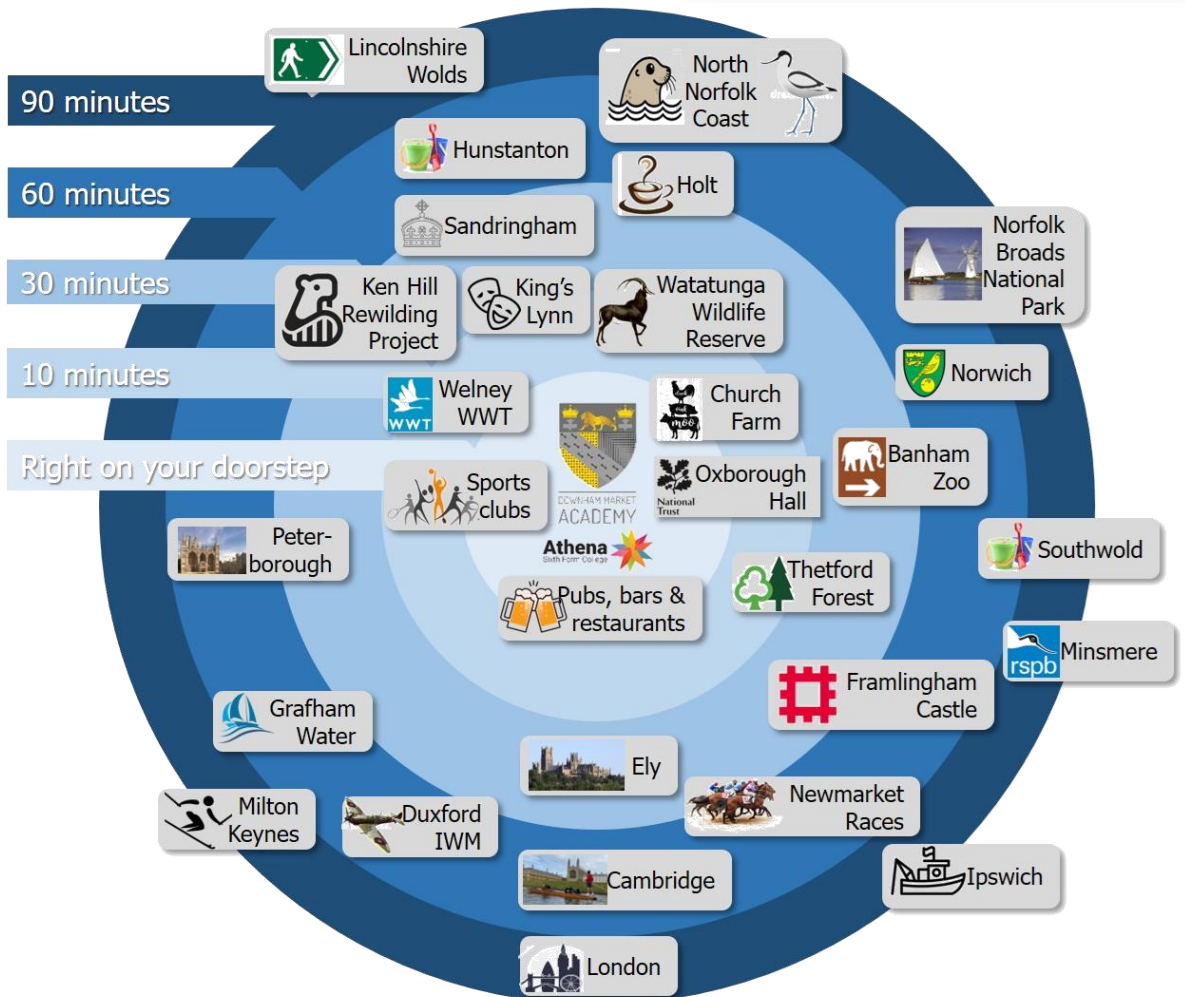 Lincolnshire
Wolds
90 minutes
North
Norfolk
Coast
Hunstanton
60 minutes
Holt
Sandringham
Norfolk
Broads
National
Park
30 minutes
Ken Hill
Rewilding
Project
King's
Lynn
Watatunga
Wildlife
Reserve
10 minutes
Norwich
WWT
Welney
WWT
moo
Church
Farm
Right on your doorstep
Sports
clubs
DOWNHAM MARKET
ACADEMY
National
Trust
Oxborough
Hall
Banham
Zoo
Peter-
borough
Athena
Sixth Form College
Southwold
Thetford
Forest
Pubs, bars &
restaurants
rspb
Minsmere
Framlingham
Castle
Grafham
Water
Ely
Milton
Keynes
Duxford
IWM
Newmarket
Races
Cambridge
Ipswich
London